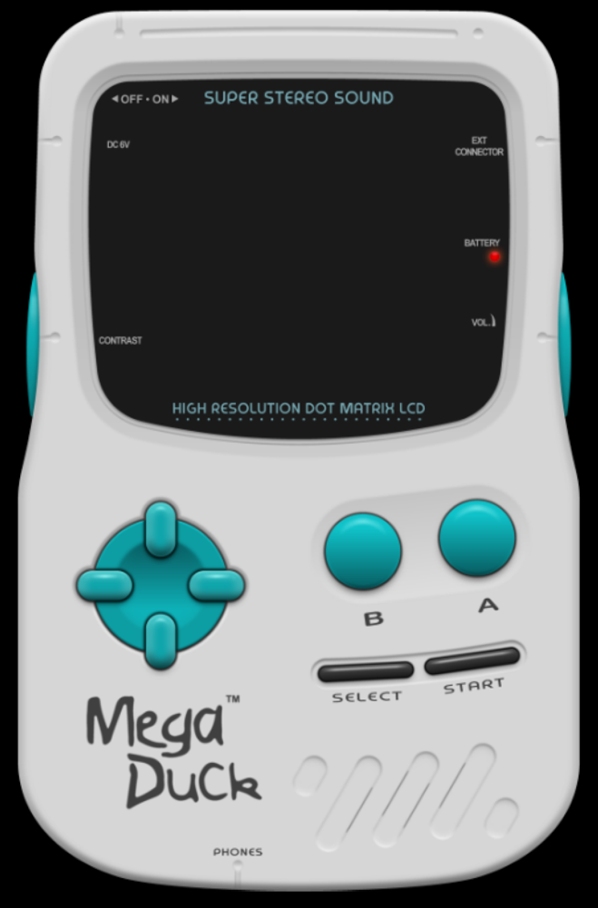 ◄OFF • ON►
SUPER STEREO SOUND
DC 6V
EXT
CONNECTOR
BATTERY
VOL.
CONTRAST
HIGH RESOLUTION DOT MATRIX LCD
B
A
SELECT
START
Mega™
Duck
PHONES